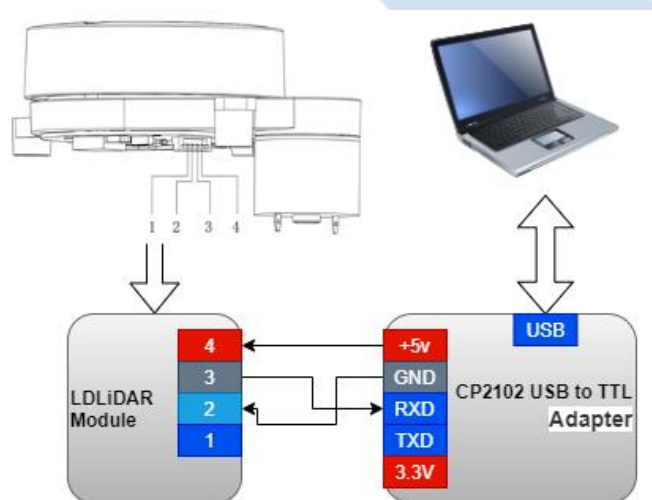 1 2 3 4
LDLiDAR
Module
4
3
2
1
+5v
GND
RXD
TXD
3.3V
USB
CP2102 USB to TTL
Adapter